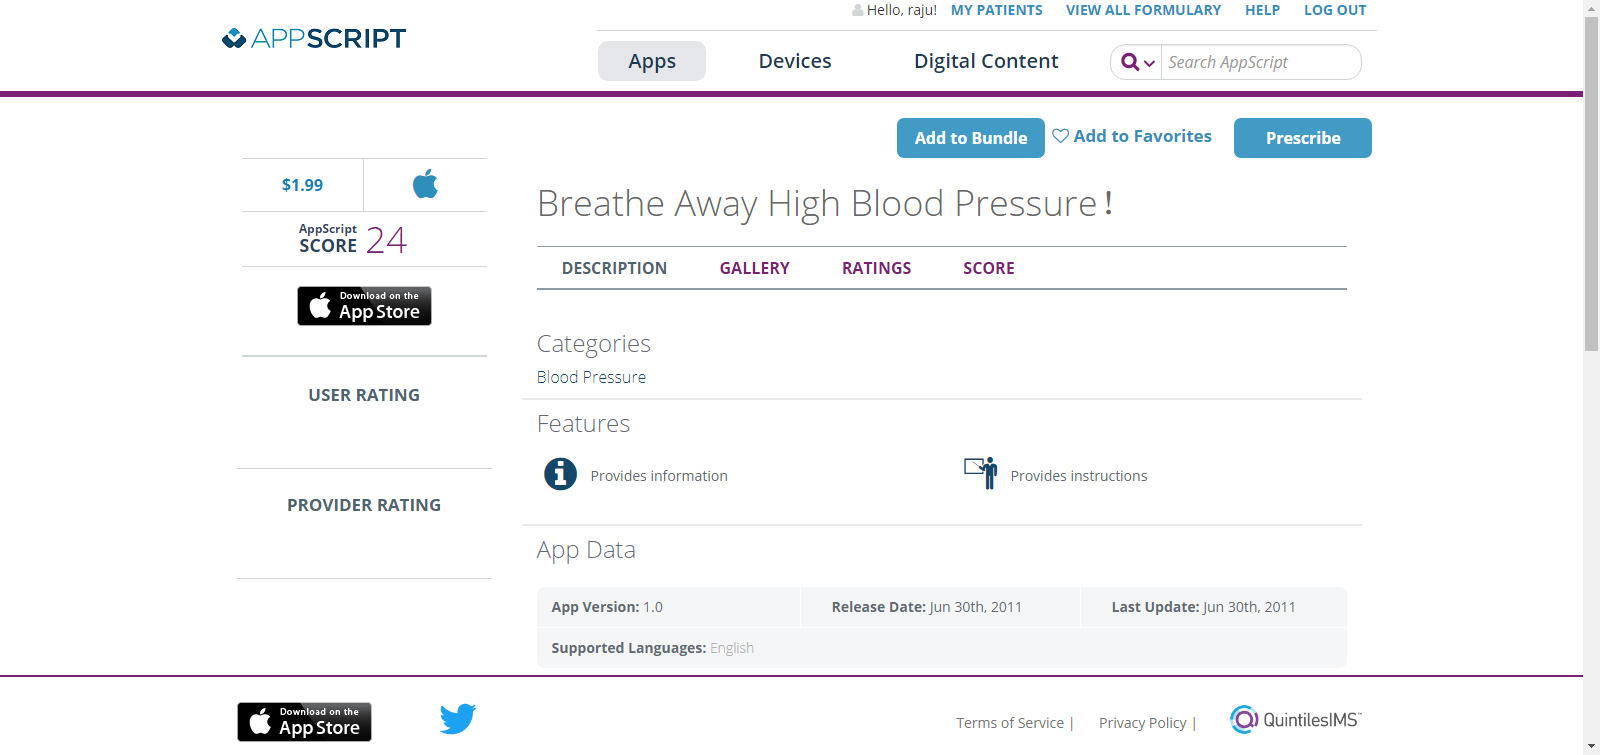 Hello, raju! MY PATIENTS VIEW ALL FORMULARY HELP LOG OUT
APPSCRIPT
Apps Devices Digital Content Search AppScript
Add to Bundle Add to Favorites Prescribe
$1.99
AppScript
SCORE 24
Download on the
App Store
USER RATING
PROVIDER RATING
Breathe Away High Blood Pressure!
DESCRIPTION GALLERY RATINGS SCORE
Categories
Blood Pressure
Features
Provides information Provides instructions
App Data
App Version: 1.0 Release Date: Jun 30th, 2011 Last Update: Jun 30th, 2011
Supported Languages: English
Download on the
App Store
Terms of Service | Privacy Policy | QuintilesIMS™